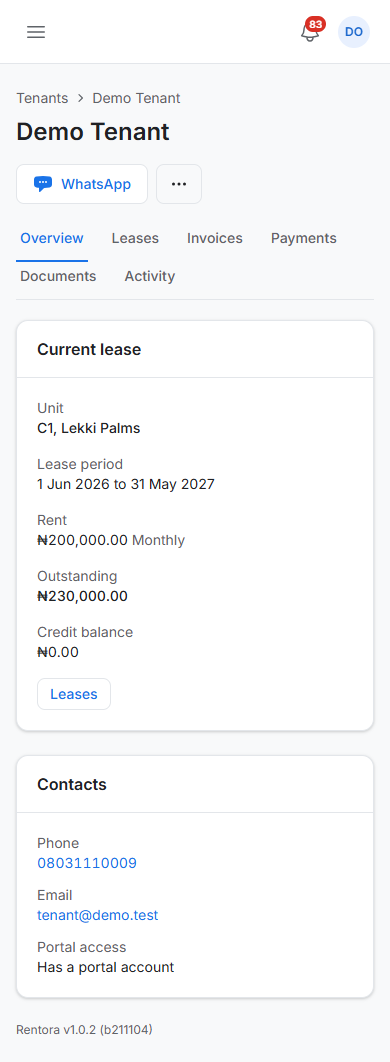 83
DO
Tenants > Demo Tenant
Demo Tenant
WhatsApp
Overview Leases Invoices Payments
Documents Activity
Current lease
Unit
C1, Lekki Palms
Lease period
1 Jun 2026 to 31 May 2027
Rent
₦200,000.00 Monthly
Outstanding
₦230,000.00
Credit balance
₦0.00
Leases
Contacts
Phone
08031110009
Email
tenant@demo.test
Portal access
Has a portal account
Rentora v1.0.2 (b211104)